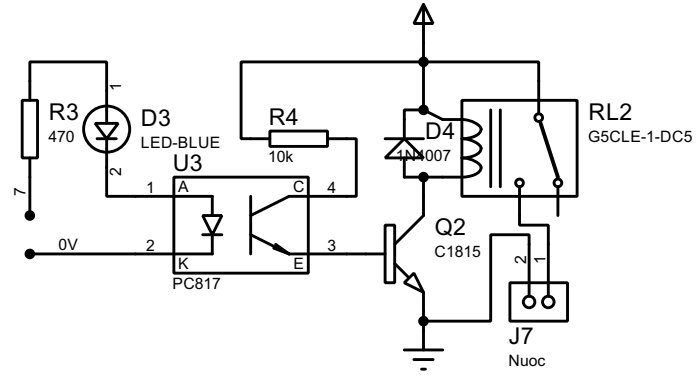 R3
470
1
D3
LED-BLUE
2
7
0V
U3
1
A
C
4
2
K
E
3
PC817
R4
10k
D4
1N4007
RL2
G5CLE-1-DC5
Q2
C1815
2
1
J7
Nuoc